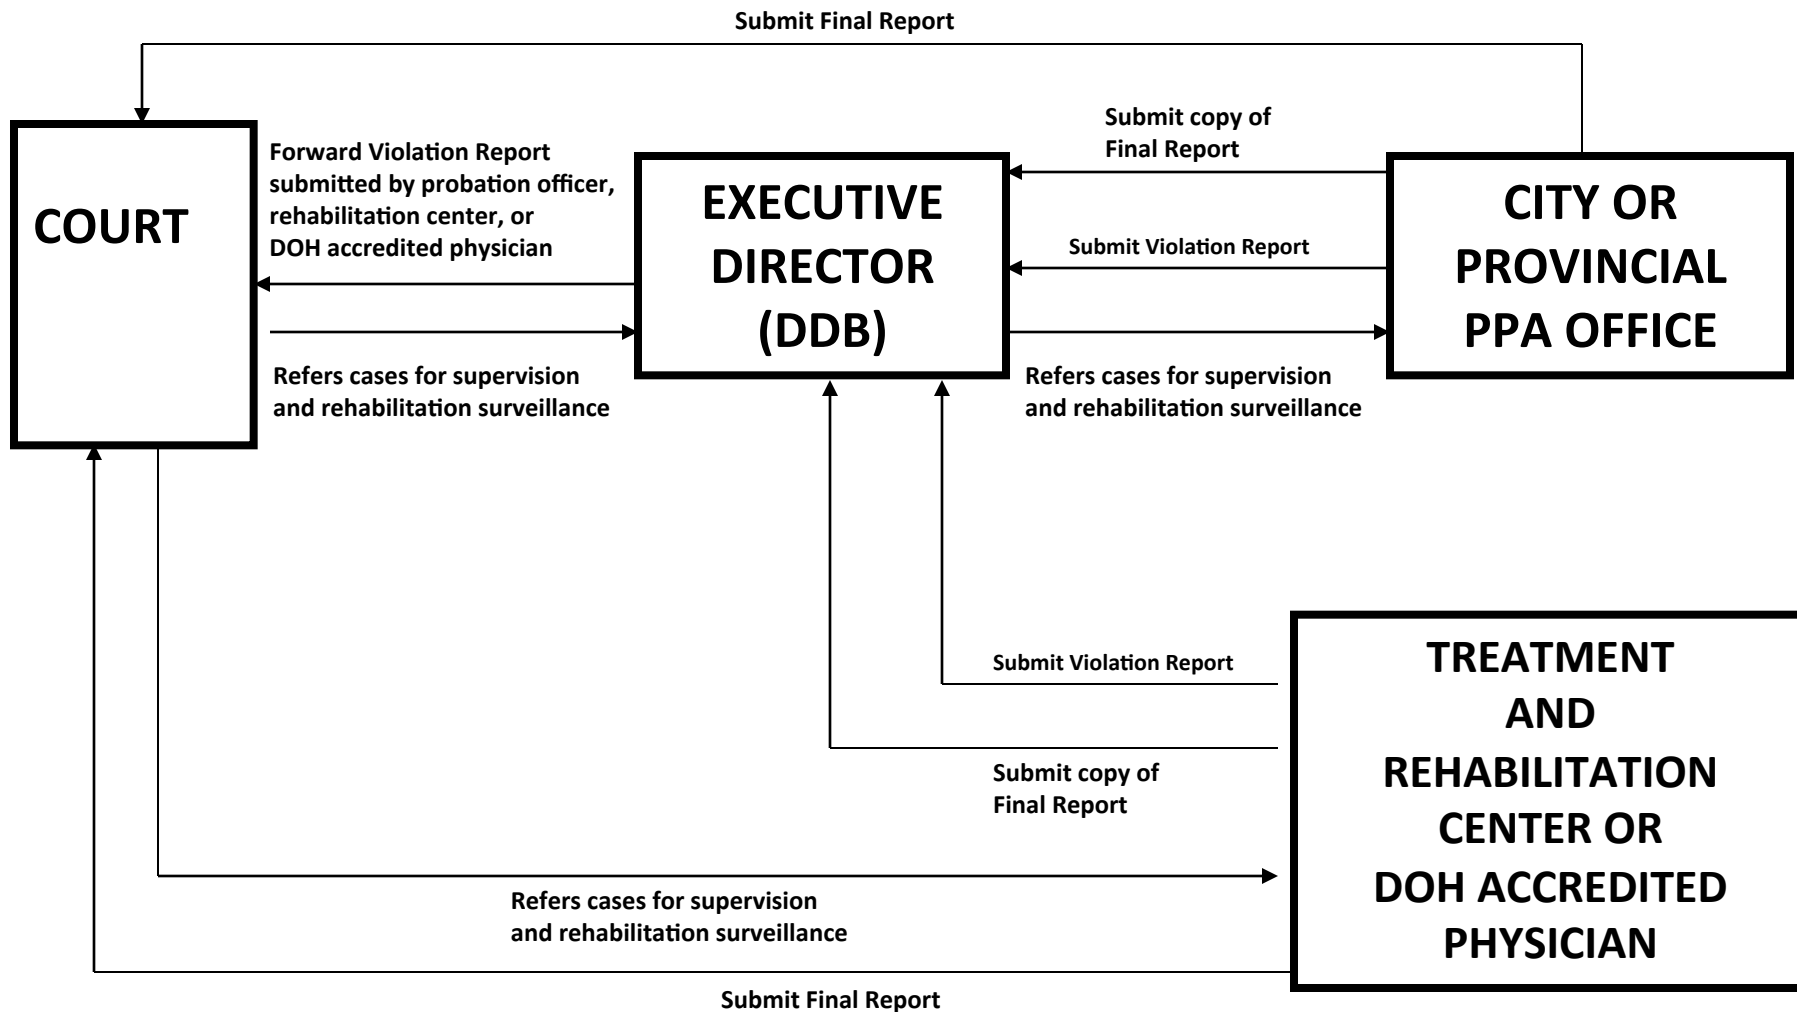 Submit Final Report
Submit copy of
Final Report
Forward Violation Report
submitted by probation officer,
rehabilitation center, or
DOH accredited physician
COURT
EXECUTIVE
DIRECTOR
(DDB)
CITY OR
PROVINCIAL
PPA OFFICE
Submit Violation Report
Refers cases for supervision
and rehabilitation surveillance
Refers cases for supervision
and rehabilitation surveillance
TREATMENT
AND
REHABILITATION
CENTER OR
DOH ACCREDITED
PHYSICIAN
Submit Violation Report
Submit copy of
Final Report
Refers cases for supervision
and rehabilitation surveillance
Submit Final Report